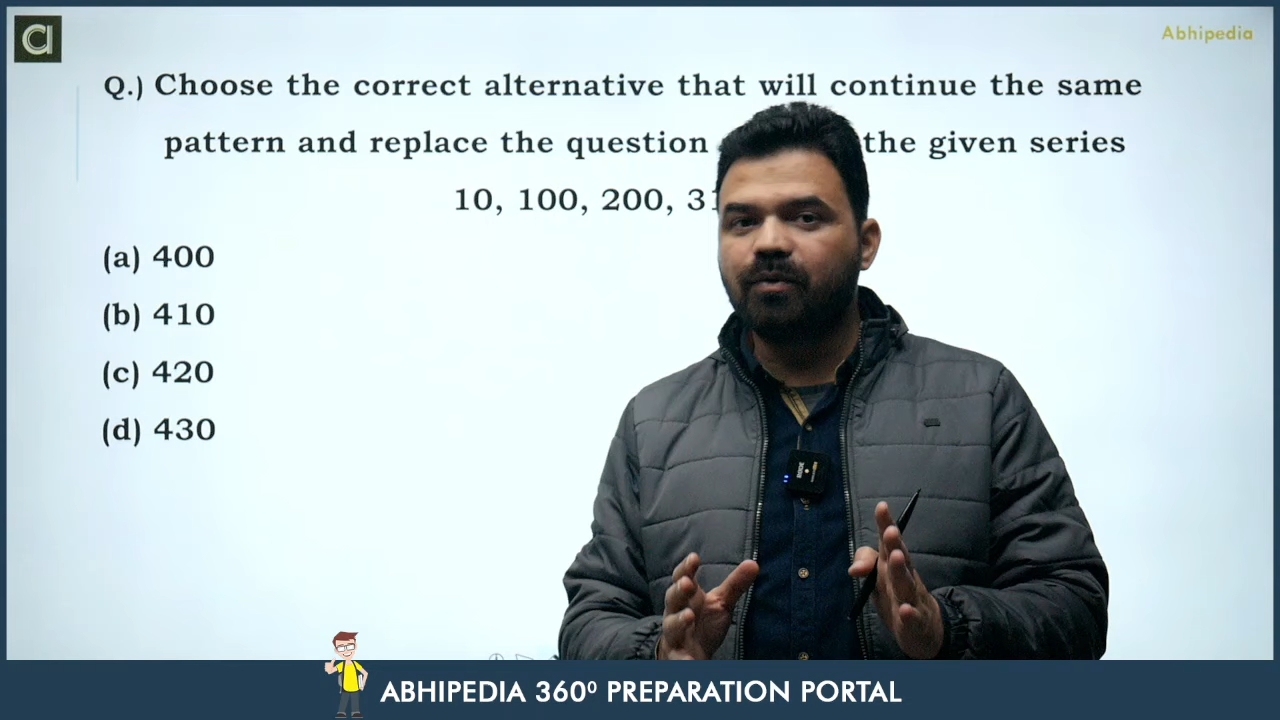 Abhipedia
Q.) Choose the correct alternative that will continue the same
pattern and replace the question the given series
10, 100, 200, 31
(a) 400
(b) 410
(c) 420
(d) 430
ABHIPEDIA 360⁰ PREPARATION PORTAL